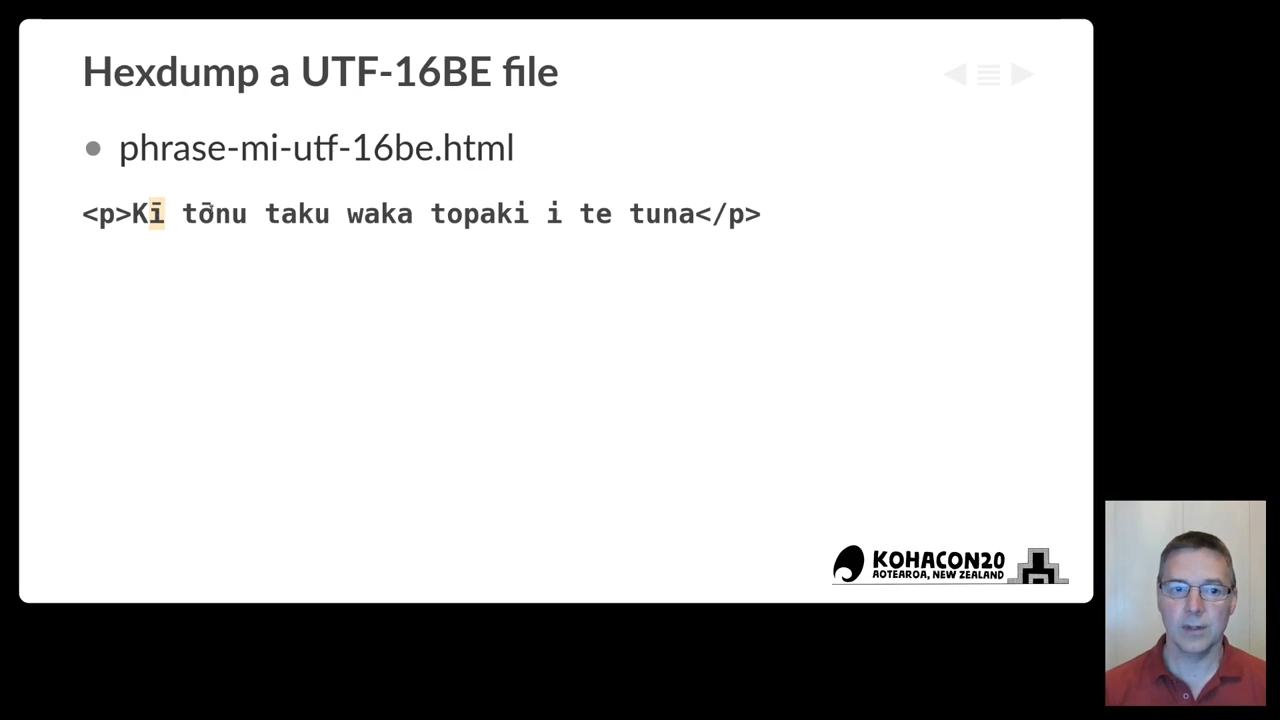 Hexdump a UTF-16BE file
phrase-mi-utf-16be.html
<p>Kī tōnu taku waka topaki i te tuna</p>
KOHACON20
AOTEAROA, NEW ZEALAND